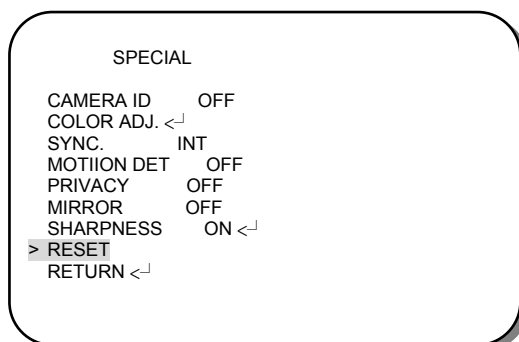 SPECIAL
CAMERA ID OFF
COLOR ADJ. <┘
SYNC. INT
MOTIION DET OFF
PRIVACY OFF
MIRROR OFF
SHARPNESS ON <┘
> RESET
RETURN <┘